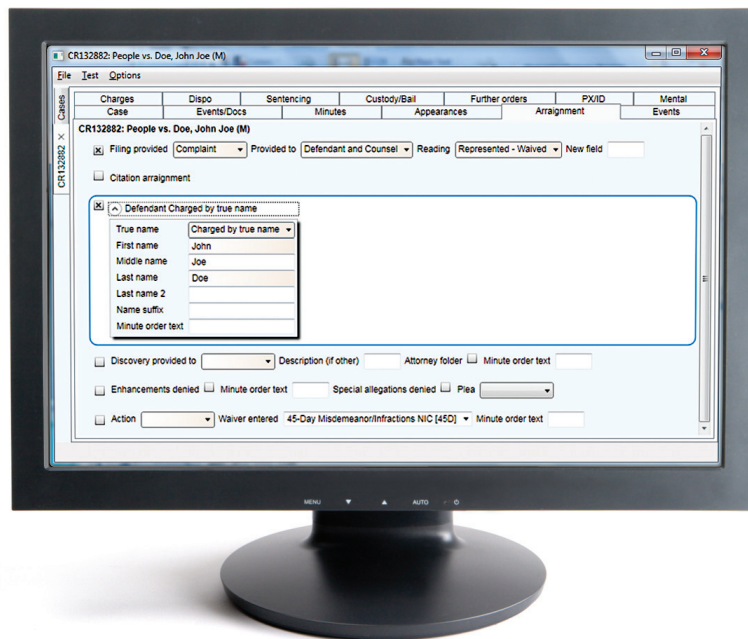 CR132882: People vs. Doe, John Joe (M)
File Test Options
Charges Dispo Sentencing Custody/Bail Further orders PX/ID Mental
Case Events/Docs Minutes Appearances Arraignment Events
Cases
CR132882
CR132882: People vs. Doe, John Joe (M)
Filing provided Complaint Provided to Defendant and Counsel Reading Represented - Waived New field
Citation arraignment
Defendant Charged by true name
True name Charged by true name
First name John
Middle name Joe
Last name Doe
Last name 2
Name suffix
Minute order text
Discovery provided to Description (if other) Attorney folder Minute order text
Enhancements denied Minute order text Special allegations denied Plea
Action Waiver entered 45-Day Misdemeanor/Infractions NIC [45D] Minute order text
MENU AUTO